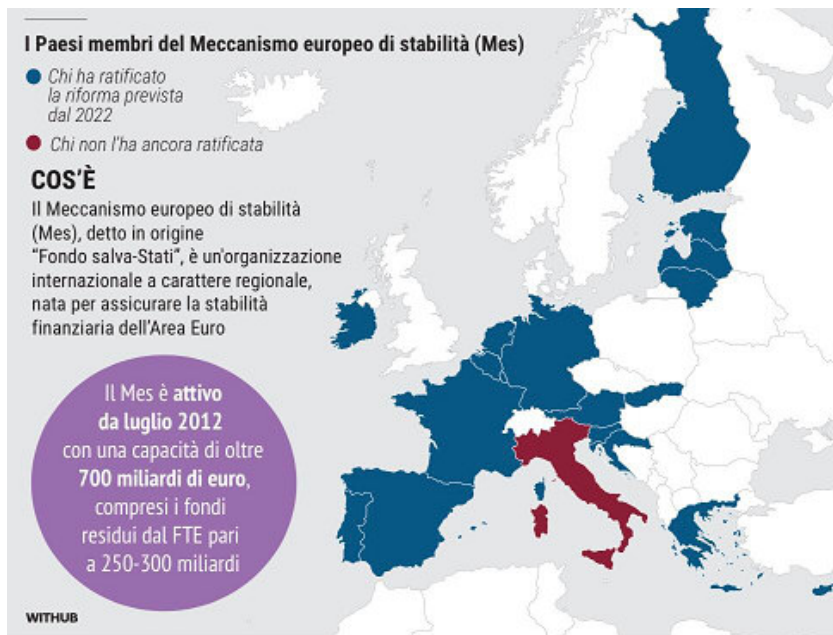 I Paesi membri del Meccanismo europeo di stabilità (Mes)
Chi ha ratificato
la riforma prevista
dal 2022
Chi non l'ha ancora ratificata
COS'È
Il Meccanismo europeo di stabilità
(Mes), detto in origine
"Fondo salva-Stati", è un'organizzazione
internazionale a carattere regionale,
nata per assicurare la stabilità
finanziaria dell'Area Euro
Il Mes è attivo
da luglio 2012
con una capacità di oltre
700 miliardi di euro,
compresi i fondi
residui dal FTE pari
a 250-300 miliardi
WITHUB